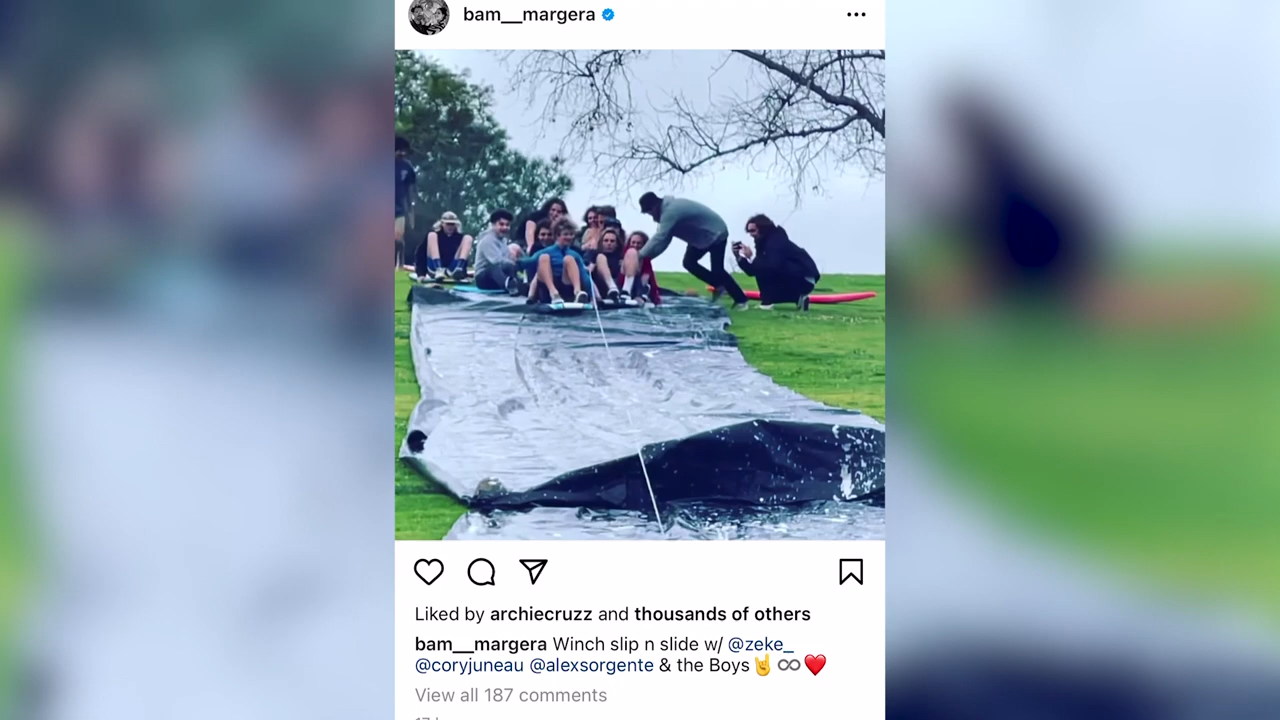 bam__margera
Liked by archiecruzz and thousands of others
bam__margera Winch slip n slide w/ @zeke_
@coryjuneau @alexsorgente & the Boys🤘♾❤️
View all 187 comments